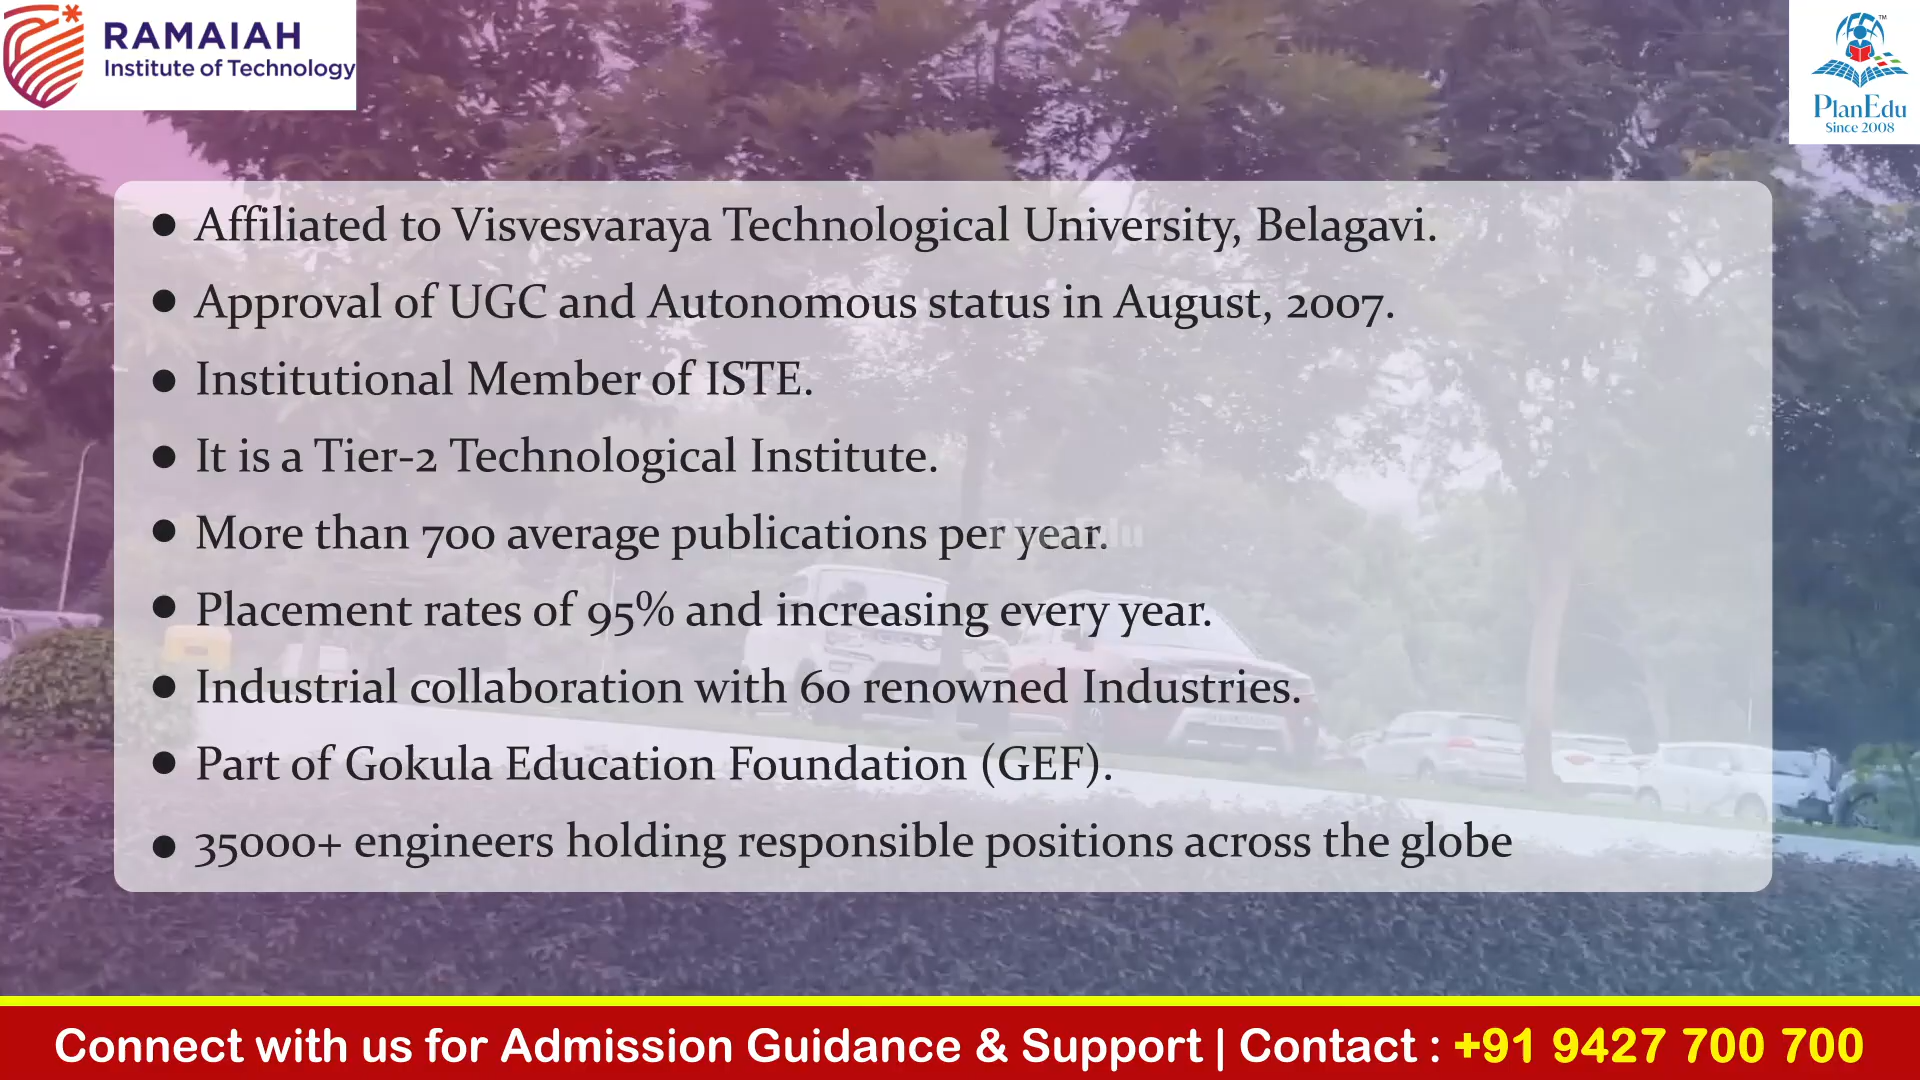 RAMAIAH
Institute of Technology
TM
PlanEdu
Since 2008
• Affiliated to Visvesvaraya Technological University, Belagavi.
• Approval of UGC and Autonomous status in August, 2007.
• Institutional Member of ISTE.
• It is a Tier-2 Technological Institute.
• More than 700 average publications per year.
PlanEdu
• Placement rates of 95% and increasing every year.
• Industrial collaboration with 60 renowned Industries.
• Part of Gokula Education Foundation (GEF).
• 35000+ engineers holding responsible positions across the globe
Connect with us for Admission Guidance & Support | Contact : +91 9427 700 700